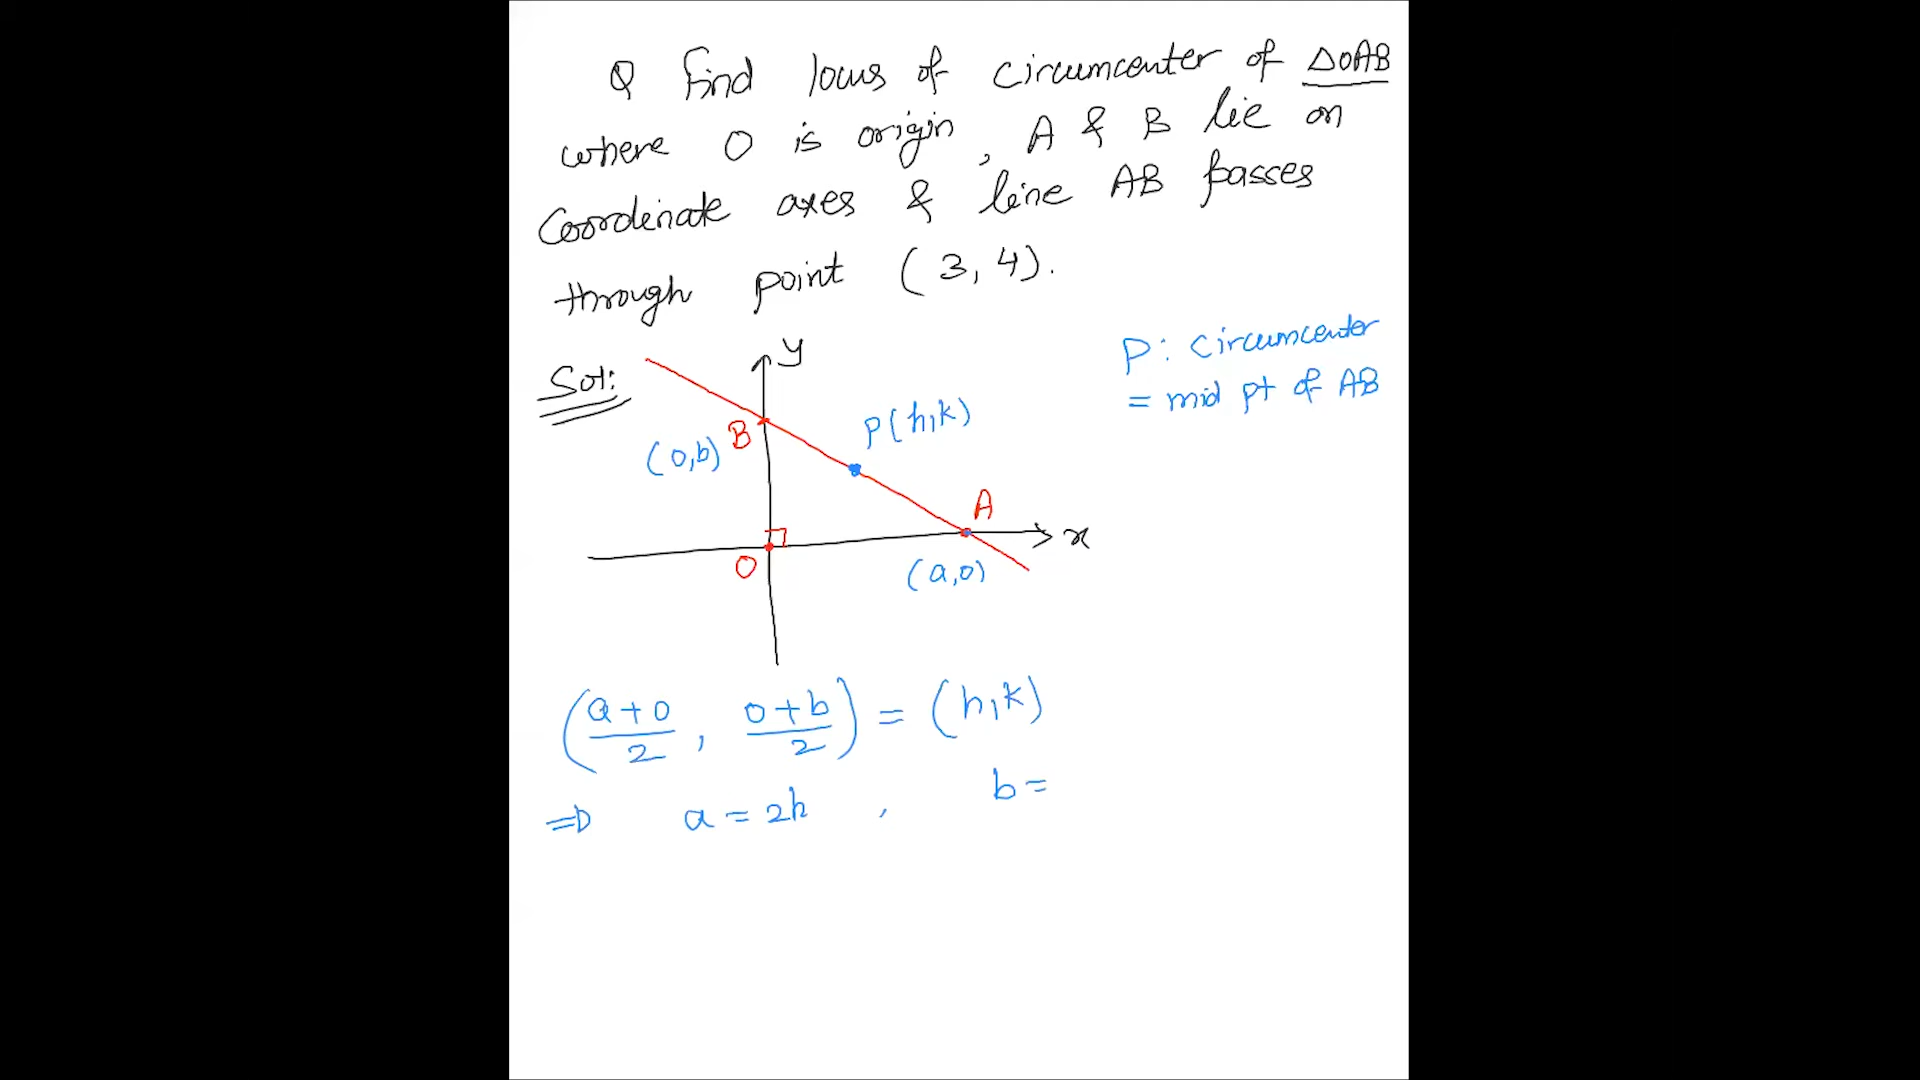 Q Find locus of circumcenter of △OAB
where O is origin, A & B lie on
Coordinate axes & line AB passes
through point (3,4).
Sol:
y
P: circumcenter
= mid pt of AB
P(h,k)
B
(0,b)
A
x
O
(a,0)
(a+0/2, 0+b/2) = (h,k)
⇒ a = 2h , b =